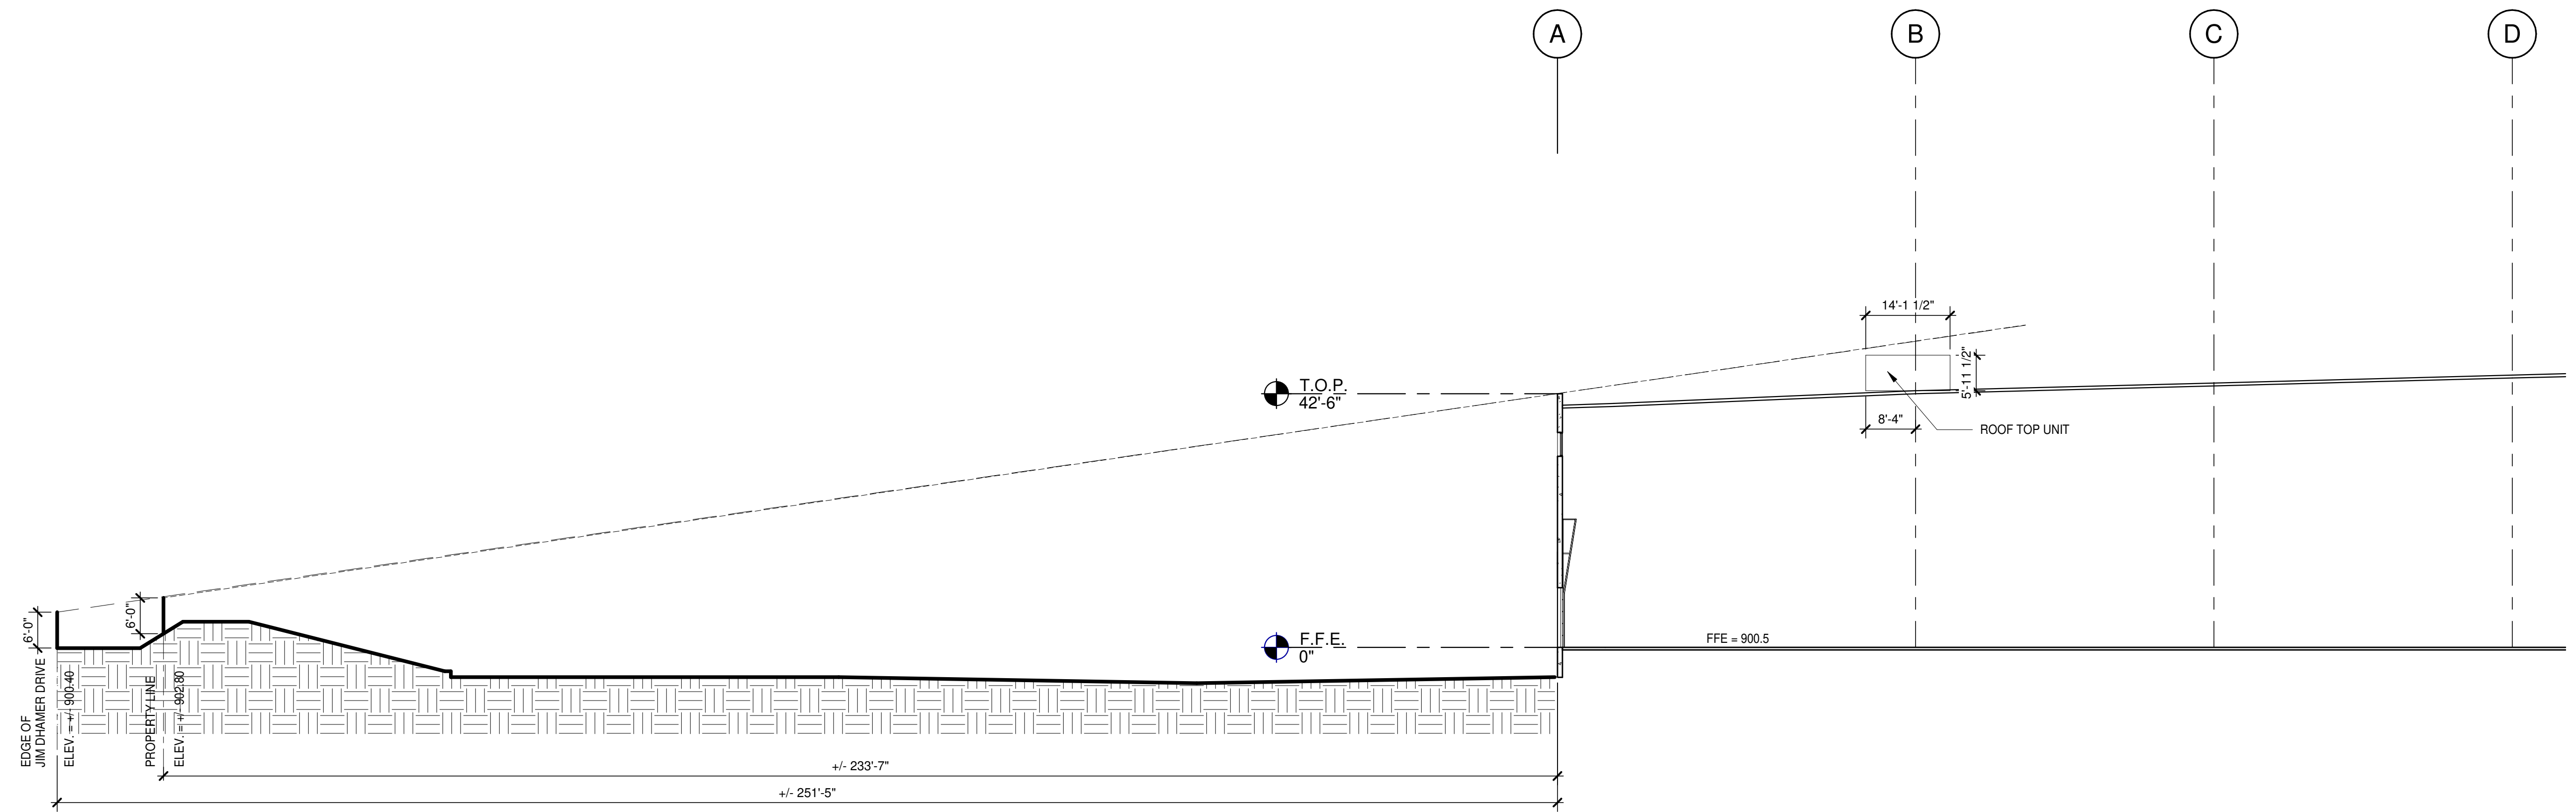 A
B
C
D
14'-1 1/2"
5'-11 1/2"
T.O.P.
42'-6"
8'-4"
ROOF TOP UNIT
6'-0"
6'-0"
F.F.E.
0"
FFE = 900.5
EDGE OF
JIM DHAMER DRIVE
ELEV. = +/- 900.40
PROPERTY LINE
ELEV. = +/- 902.80
+/- 233'-7"
+/- 251'-5"